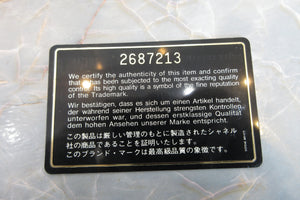 2687213
We certify the authenticity of this item and confirm
that it has been subjected to the most exacting quality
control. Its high quality is a symbol of the fine reputation
of the Trademark.
Wir bestätigen, dass es sich um einen Artikel handelt,
der während seiner Herstellung strengsten Kontrollen
unterworfen war, und dessen erstklassige Qualität
dem hohen Ansehen unserer Marke entspricht.
この製品は厳しい管理のもとに製造されたシャネル
社の商品であることを証明いたします。
このブランド・マークは最高級品質の象徴です。